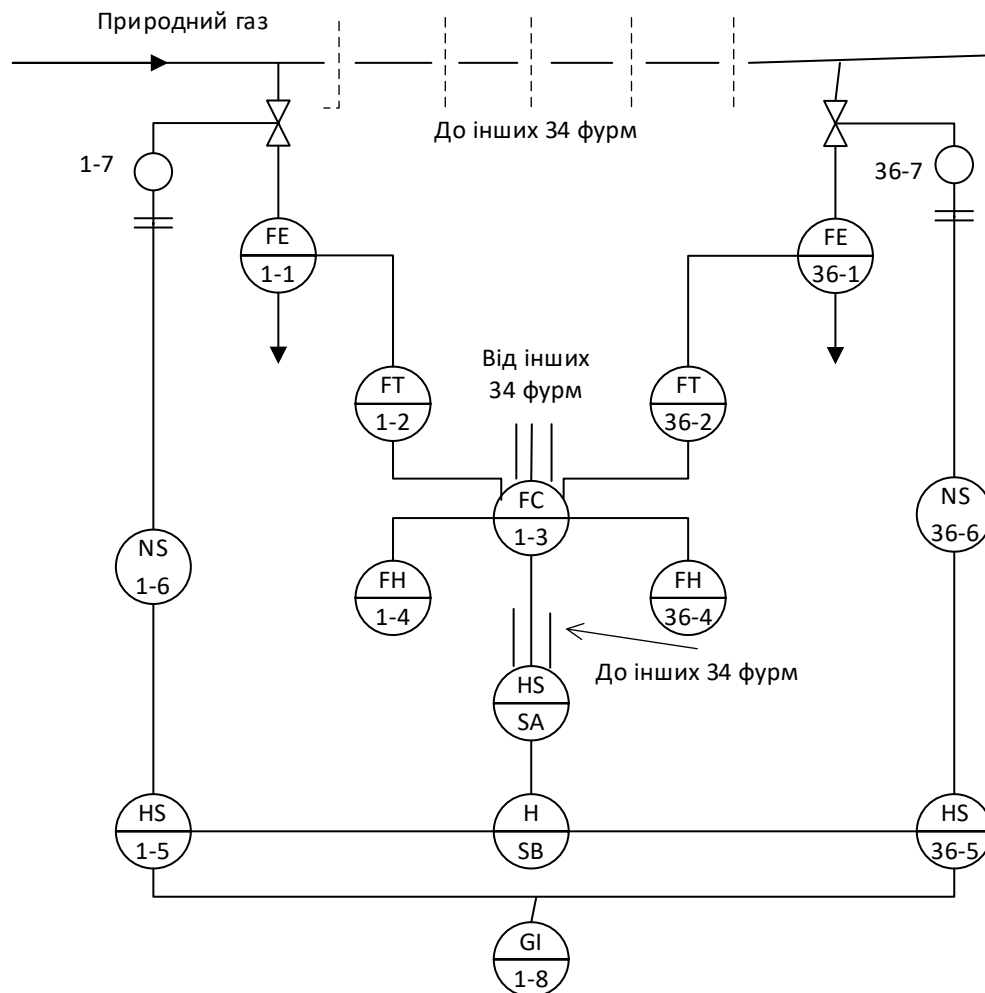 Природний газ
До інших 34 фурм
1-7
36-7
FE
1-1
FE
36-1
Від інших
34 фурм
FT
1-2
FT
36-2
FC
1-3
NS
36-6
NS
1-6
FH
1-4
FH
36-4
До інших 34 фурм
HS
SA
HS
1-5
H
SB
HS
36-5
GI
1-8